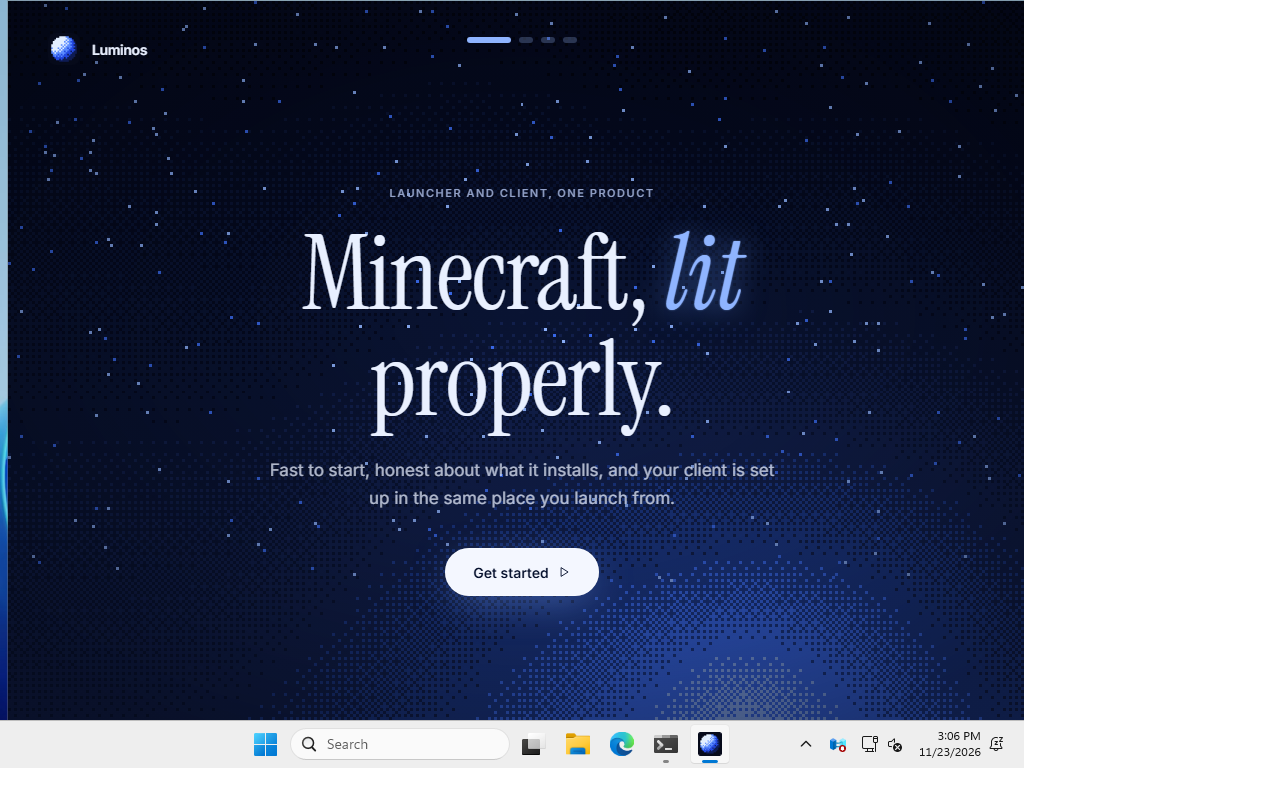 Luminos
LAUNCHER AND CLIENT, ONE PRODUCT
Minecraft, lit
properly.
Fast to start, honest about what it installs, and your client is set
up in the same place you launch from.
Get started
Search
3:06 PM
11/23/2026